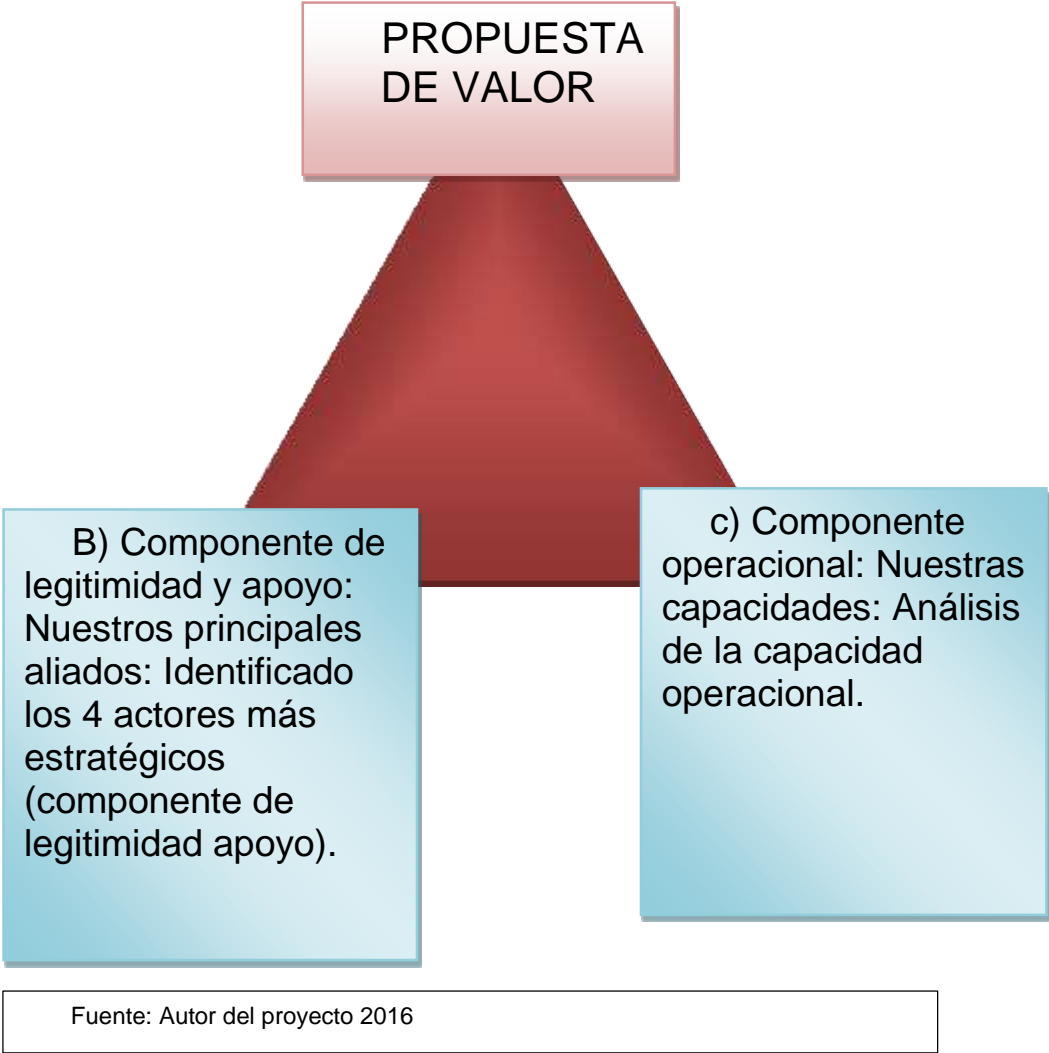 PROPUESTA
DE VALOR
B) Componente de
legitimidad y apoyo:
Nuestros principales
aliados: Identificado
los 4 actores más
estratégicos
(componente de
legitimidad apoyo).
c) Componente
operacional: Nuestras
capacidades: Análisis
de la capacidad
operacional.
Fuente: Autor del proyecto 2016